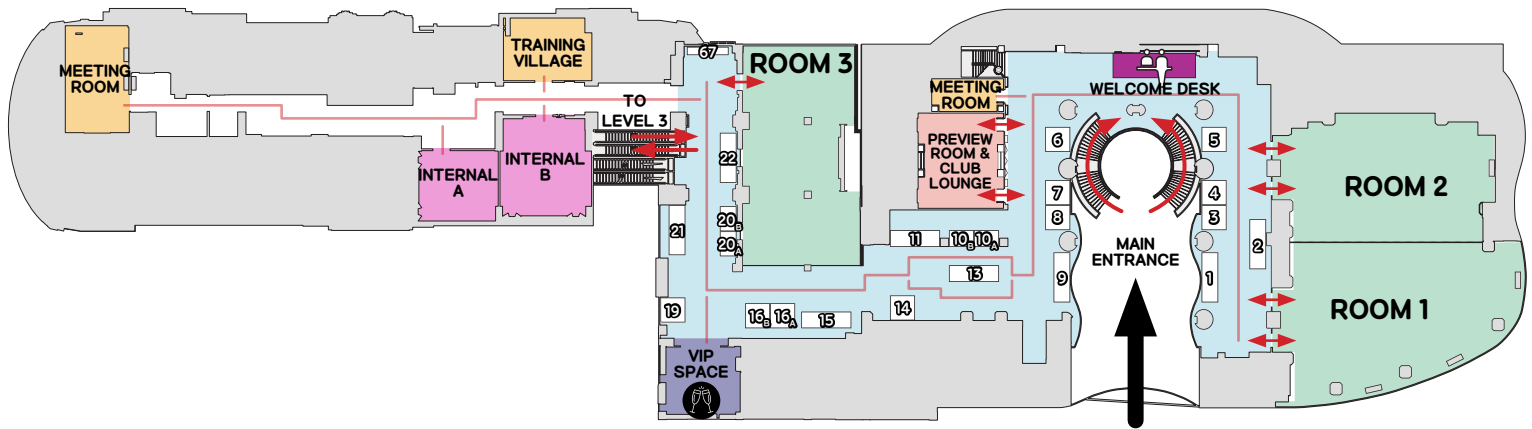 MEETING
ROOM
TRAINING
VILLAGE
INTERNAL
A
INTERNAL
B
TO
LEVEL 3
67
ROOM 3
22
20B
20A
21
19
16B
16A
15
14
13
11
10B
10A
VIP
SPACE
MEETING
ROOM
PREVIEW
ROOM &
CLUB
LOUNGE
WELCOME DESK
6
7
8
9
5
4
3
2
1
MAIN
ENTRANCE
ROOM 2
ROOM 1